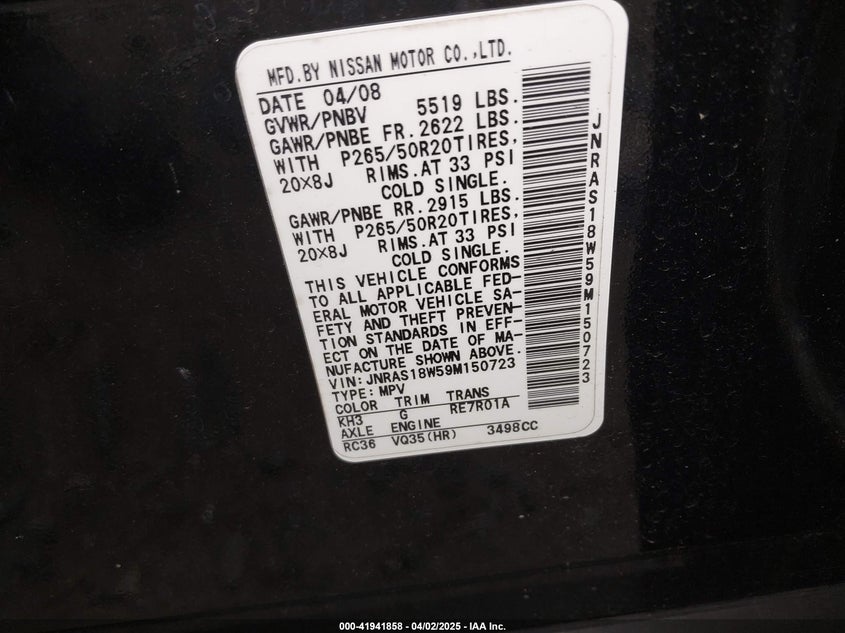 MFD.BY NISSAN MOTOR CO.,LTD.
DATE 04/08
GVWR/PNBV 5519 LBS.
GAWR/PNBE FR.2622 LBS.
WITH P265/50R20TIRES,
20X8J RIMS.AT 33 PSI
COLD SINGLE.
GAWR/PNBE RR.2915 LBS.
WITH P265/50R20TIRES,
20X8J RIMS.AT 33 PSI
COLD SINGLE.
THIS VEHICLE CONFORMS
TO ALL APPLICABLE FED-
ERAL MOTOR VEHICLE SA-
FETY AND THEFT PREVEN-
TION STANDARDS IN EFF-
ECT ON THE DATE OF MA-
NUFACTURE SHOWN ABOVE.
VIN:JNRAS18W59M150723
TYPE:MPV
COLOR TRIM TRANS
KH3 G RE7R01A
AXLE ENGINE
RC36 VQ35(HR) 3498CC
JNRAS18W59M150723
000-41941858 - 04/02/2025 - IAA Inc.